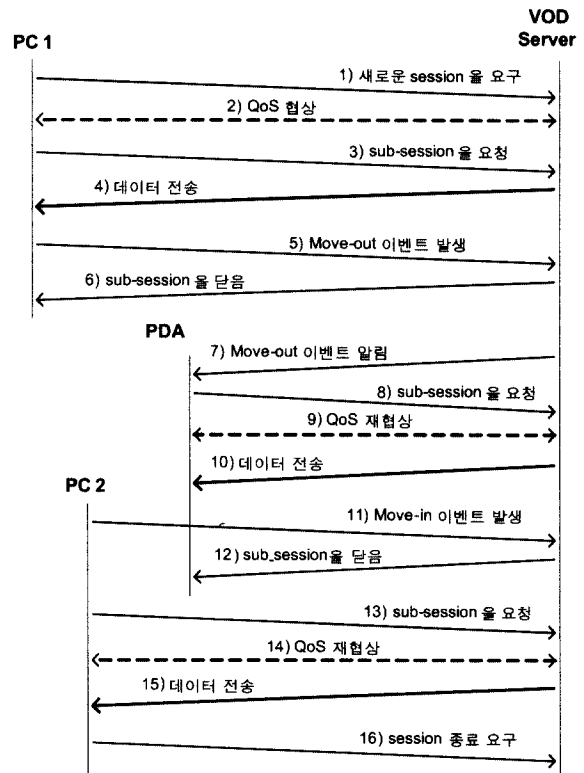 PC 1
VOD
Server
1) 새로운 session 을 요구
2) QoS 협상
3) sub-session 을 요청
4) 데이터 전송
5) Move-out 이벤트 발생
6) sub-session 을 닫음
PDA
7) Move-out 이벤트 알림
8) sub-session 을 요청
9) QoS 재협상
10) 데이터 전송
PC 2
11) Move-in 이벤트 발생
12) sub_session을 닫음
13) sub-session 을 요청
14) QoS 재협상
15) 데이터 전송
16) session 종료 요구